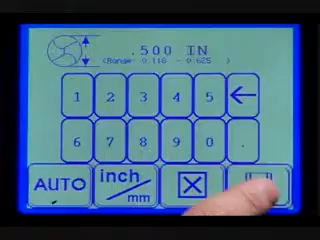 .500 IN
(Range: 0.116 - 0.625 )
1 2 3 4 5 ←
6 7 8 9 0 .
AUTO inch/mm